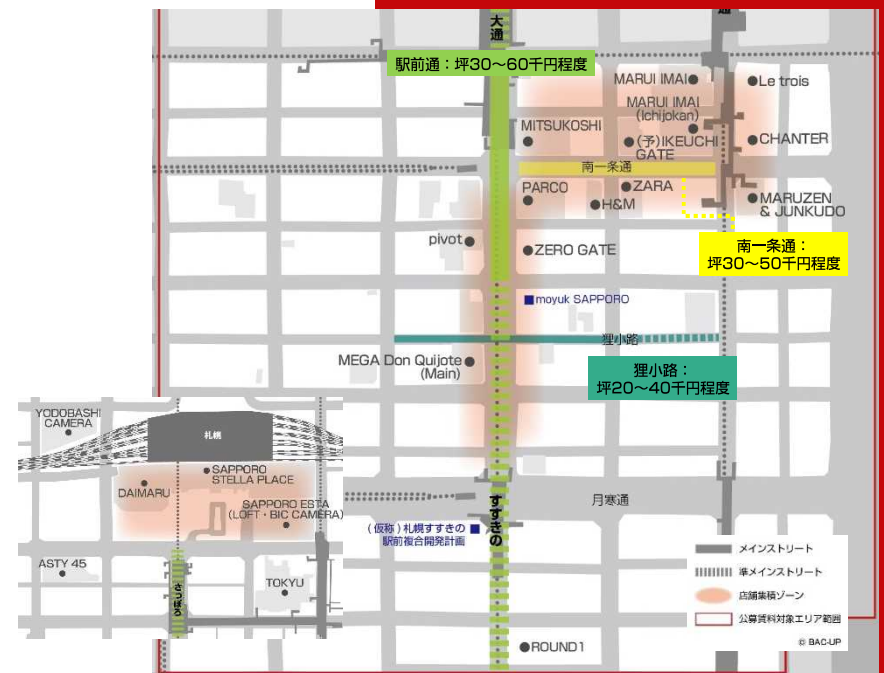 大通
通
駅前通：坪30～60千円程度
MARUI IMAI
Le trois
MARUI IMAI
(Ichijokan)
MITSUKOSHI
(予)IKEUCHI
GATE
CHANTER
南一条通
PARCO
ZARA
H&M
MARUZEN
& JUNKUDO
pivot
ZERO GATE
南一条通：
坪30～50千円程度
moyuk SAPPORO
狸小路
MEGA Don Quijote
(Main)
狸小路：
坪20～40千円程度
YODOBASHI
CAMERA
札幌
SAPPORO
STELLA PLACE
DAIMARU
SAPPORO ESTA
(LOFT・BIC CAMERA)
すすきの
月寒通
(仮称)札幌すすきの
駅前複合開発計画
ASTY 45
さっぽろ
TOKYU
メインストリート
準メインストリート
店舗集積ゾーン
公募賃料対象エリア範囲
© BAC-UP
ROUND1